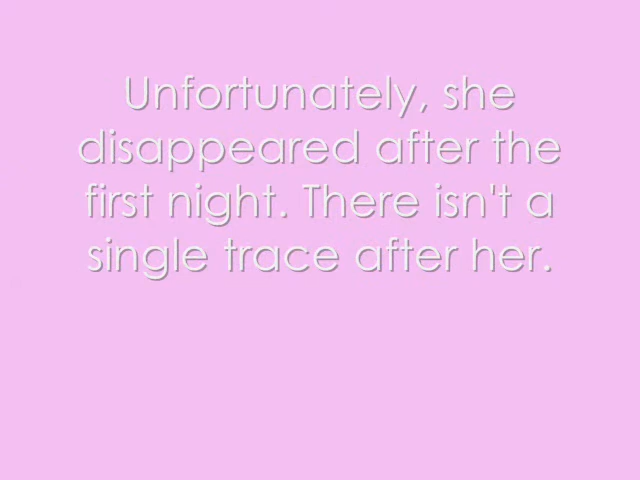 Unfortunately, she
disappeared after the
first night. There isn't a
single trace after her.